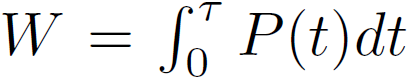 W = ∫₀^τ P(t)dt